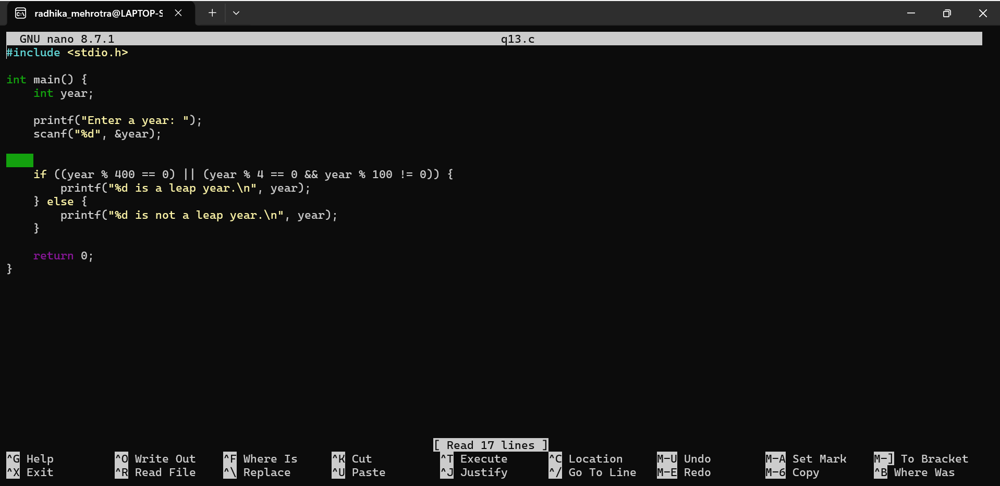 radhika_mehrotra@LAPTOP-S
GNU nano 8.7.1 q13.c
#include <stdio.h>
int main() {
    int year;
    printf("Enter a year: ");
    scanf("%d", &year);
    if ((year % 400 == 0) || (year % 4 == 0 && year % 100 != 0)) {
        printf("%d is a leap year.\n", year);
    } else {
        printf("%d is not a leap year.\n", year);
    }
    return 0;
}
[ Read 17 lines ]
^G Help ^O Write Out ^F Where Is ^K Cut ^T Execute ^C Location M-U Undo M-A Set Mark M-] To Bracket
^X Exit ^R Read File ^\ Replace ^U Paste ^J Justify ^/ Go To Line M-E Redo M-6 Copy ^B Where Was